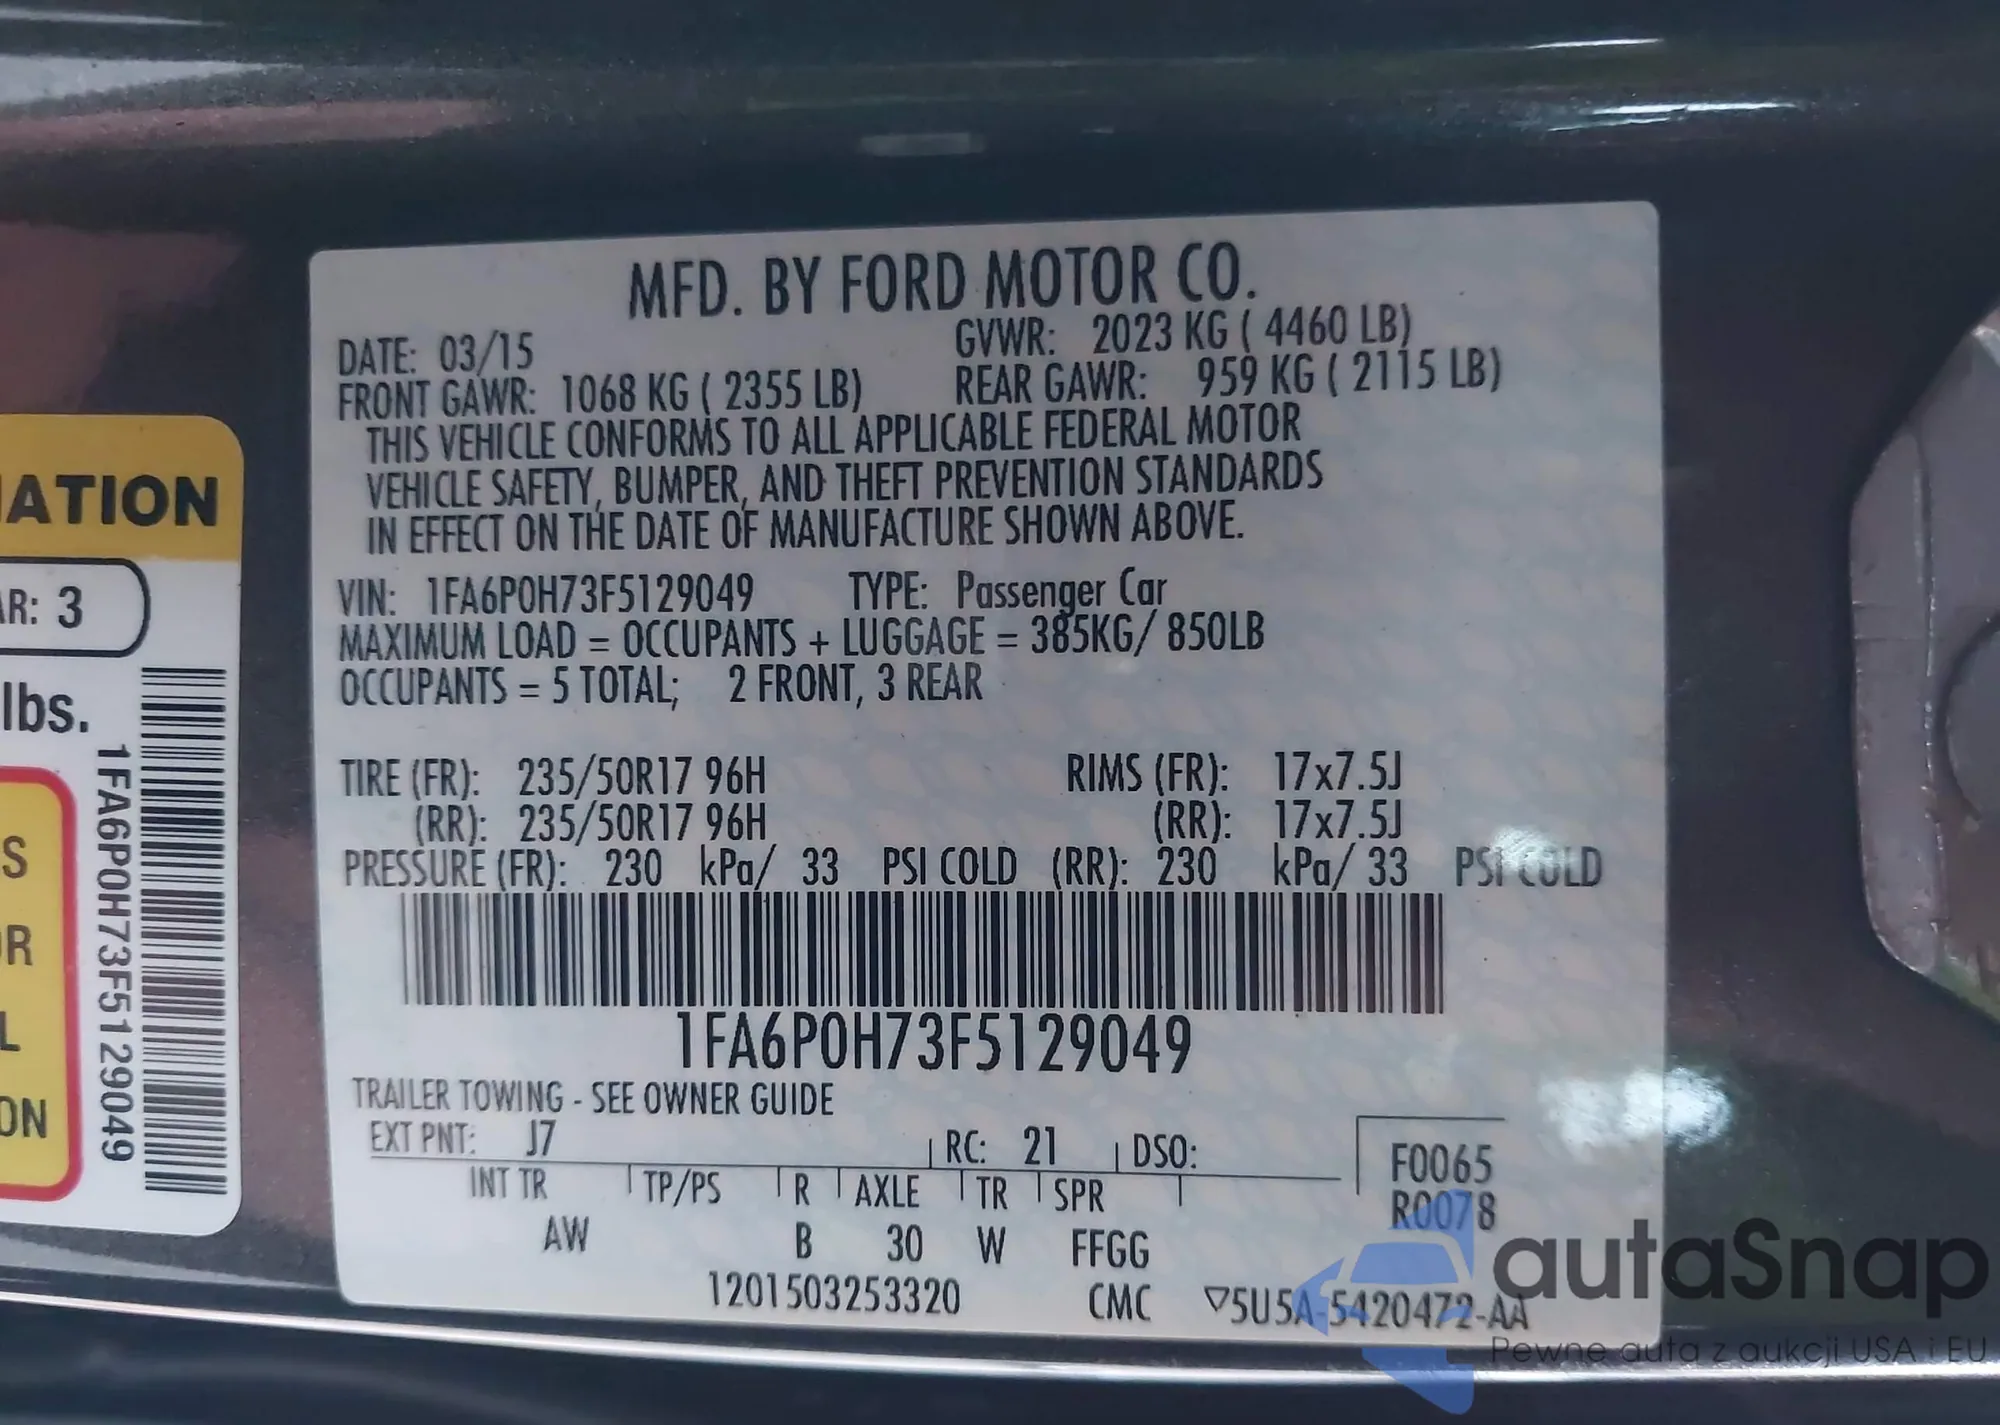 MFD. BY FORD MOTOR CO.
DATE: 03/15 GVWR: 2023 KG ( 4460 LB)
FRONT GAWR: 1068 KG ( 2355 LB) REAR GAWR: 959 KG ( 2115 LB)
THIS VEHICLE CONFORMS TO ALL APPLICABLE FEDERAL MOTOR
VEHICLE SAFETY, BUMPER, AND THEFT PREVENTION STANDARDS
IN EFFECT ON THE DATE OF MANUFACTURE SHOWN ABOVE.
VIN: 1FA6P0H73F5129049 TYPE: Passenger Car
MAXIMUM LOAD = OCCUPANTS + LUGGAGE = 385KG/ 850LB
OCCUPANTS = 5 TOTAL; 2 FRONT, 3 REAR
TIRE (FR): 235/50R17 96H RIMS (FR): 17x7.5J
(RR): 235/50R17 96H (RR): 17x7.5J
PRESSURE (FR): 230 kPa/ 33 PSI COLD (RR): 230 kPa/ 33 PSI COLD
1FA6P0H73F5129049
TRAILER TOWING - SEE OWNER GUIDE
EXT PNT: J7 RC: 21 DSO:
INT TR TP/PS R AXLE TR SPR
AW B 30 W FFGG
F0065
R0078
1201503253320 CMC ▽5U5A-5420472-AA
IATION
AR: 3
lbs.
1FA6P0H73F5129049
S
OR
L
ON
autaSnap
Pewne auta z aukcji USA i EU